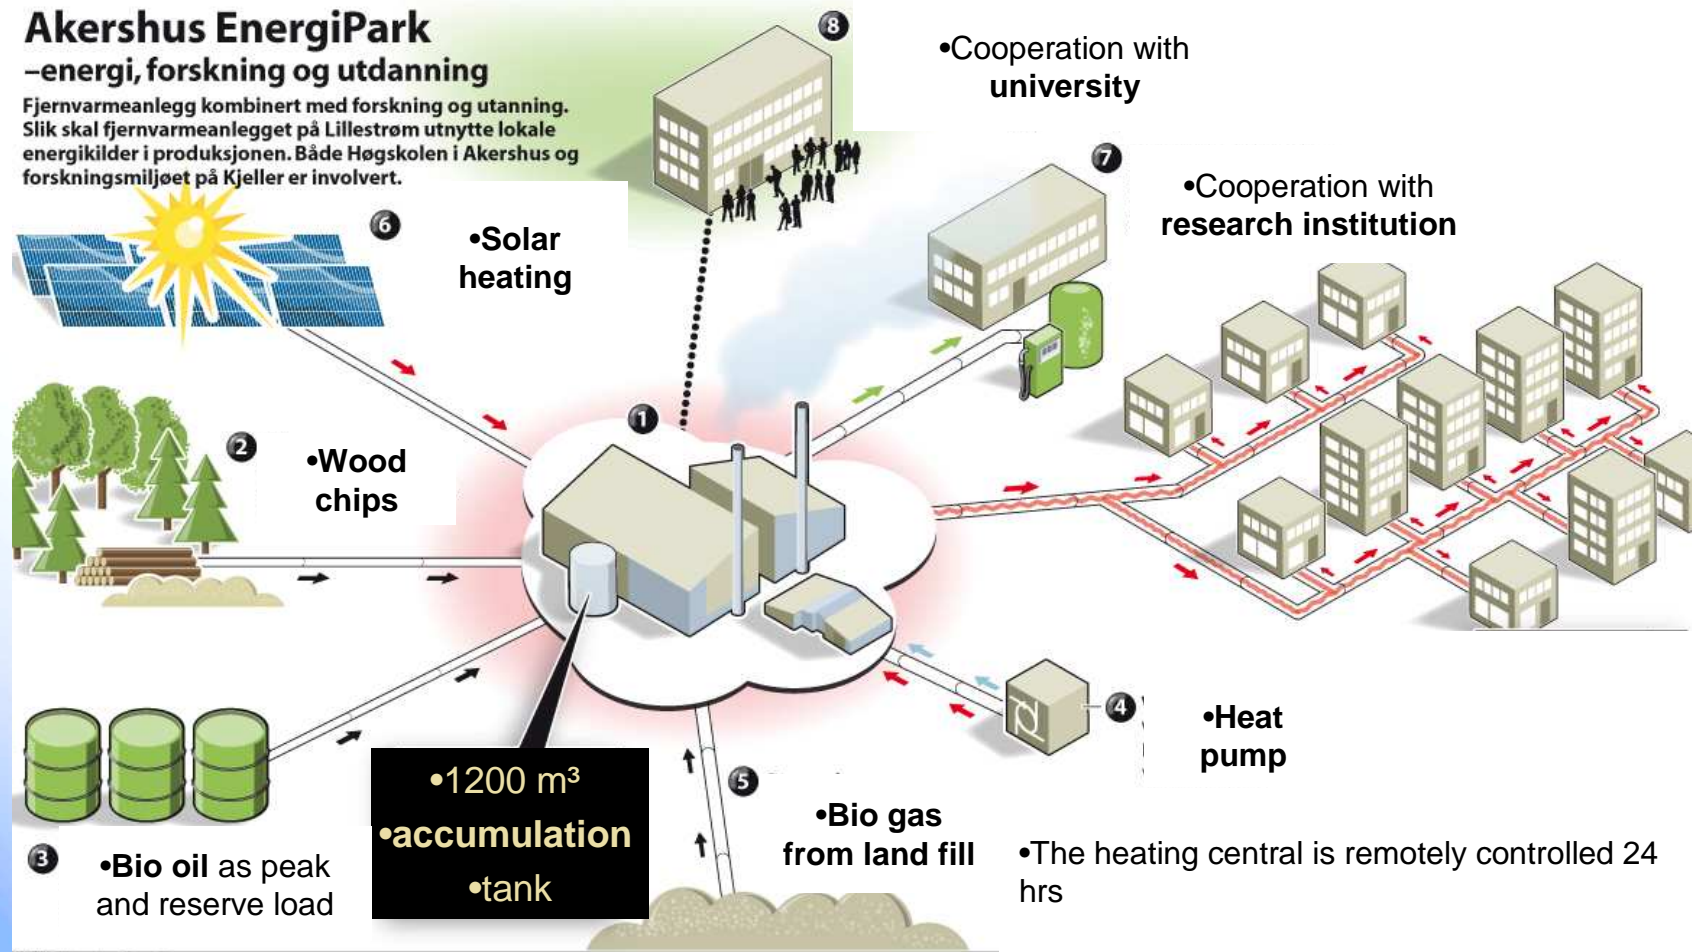 Akershus EnergiPark
–energi, forskning og utdanning
Fjernvarmeanlegg kombinert med forskning og utanning.
Slik skal fjernvarmeanlegget på Lillestrøm utnytte lokale
energikilder i produksjonen. Både Høgskolen i Akershus og
forskningsmiljøet på Kjeller er involvert.
8
•Cooperation with
university
7
•Cooperation with
research institution
6
•Solar
heating
1
2
•Wood
chips
4
•Heat
pump
•1200 m³
•accumulation
•tank
5
•Bio gas
from land fill
3
•Bio oil as peak
and reserve load
•The heating central is remotely controlled 24
hrs